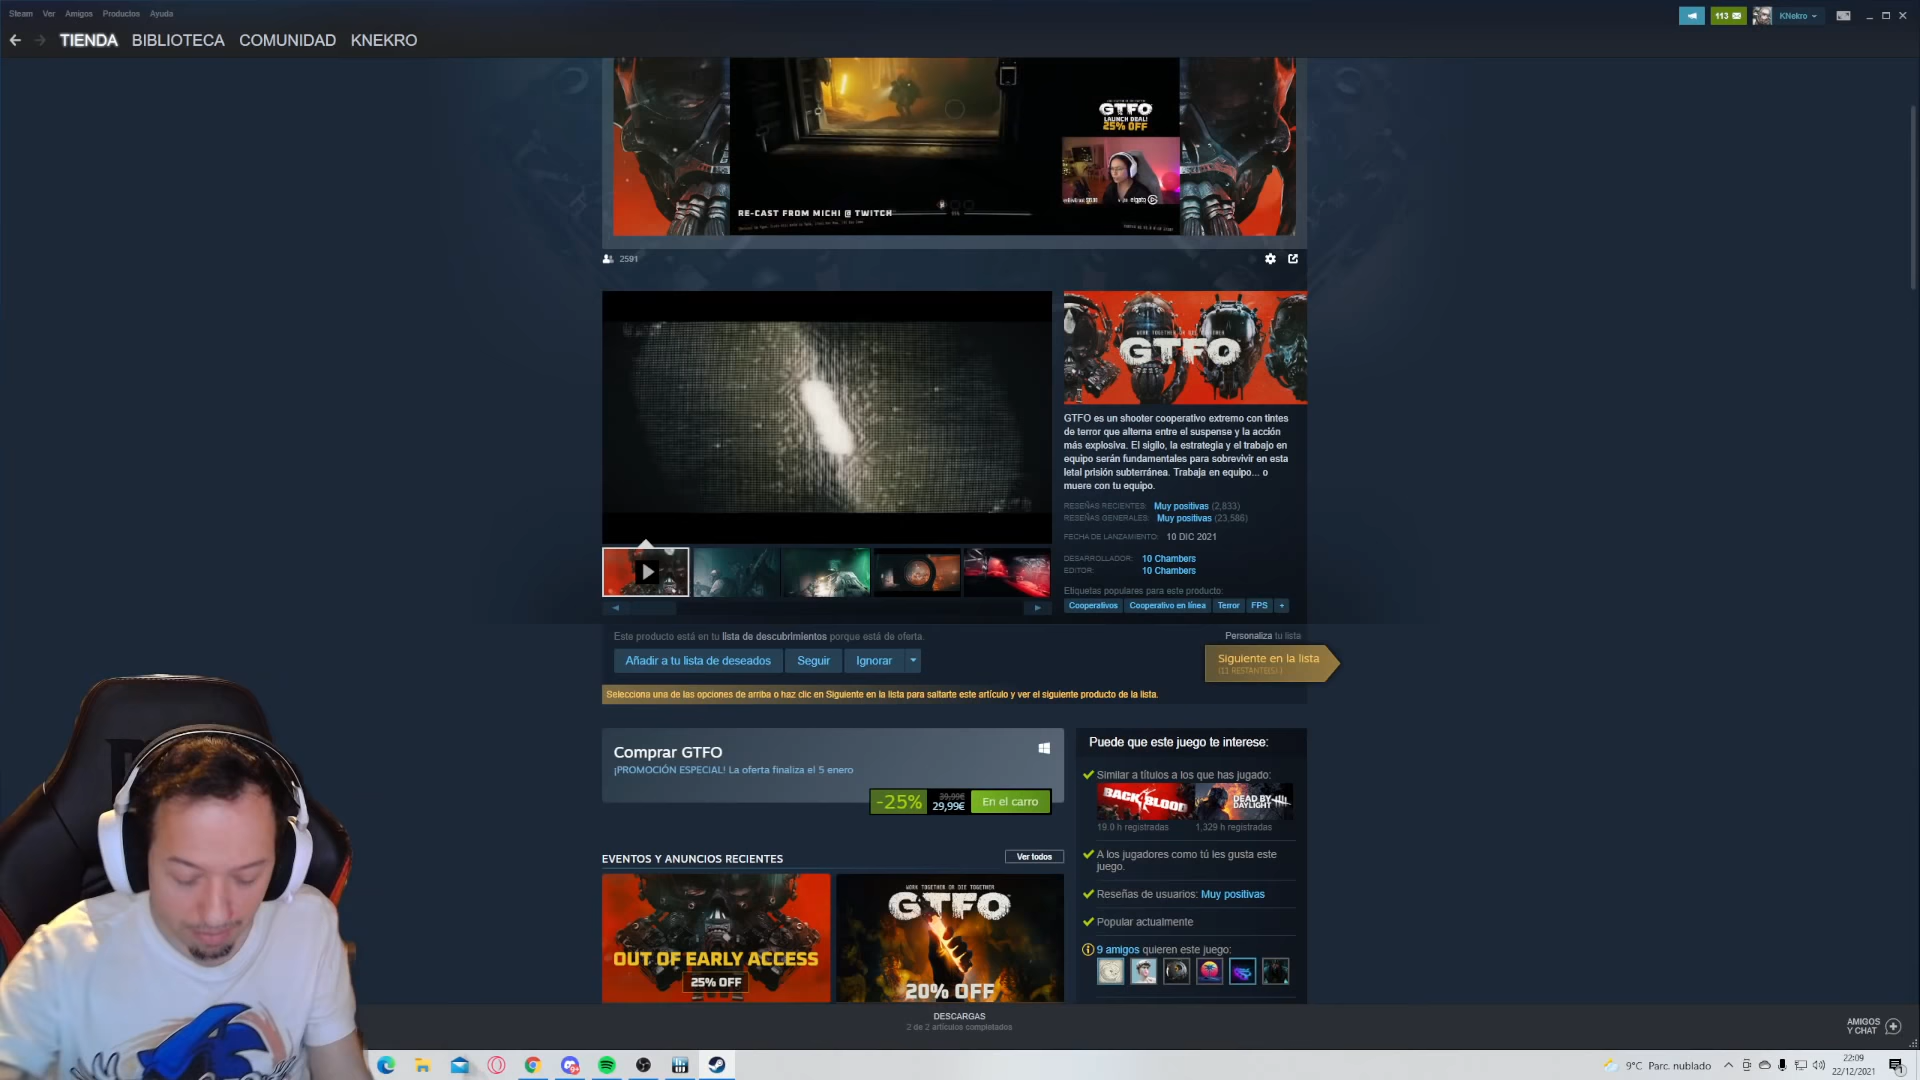 Steam Ver Amigos Productos Ayuda
113
KNekro
TIENDA BIBLIOTECA COMUNIDAD KNEKRO
GTFO
LAUNCH DEAL!
25% OFF
elgato
RE-CAST FROM MICHI @ TWITCH
2591
WORK TOGETHER OR DIE TOGETHER
GTFO
GTFO es un shooter cooperativo extremo con tintes
de terror que alterna entre el suspense y la acción
más explosiva. El sigilo, la estrategia y el trabajo en
equipo serán fundamentales para sobrevivir en esta
letal prisión subterránea. Trabaja en equipo... o
muere con tu equipo.
RESEÑAS RECIENTES: Muy positivas (2,833)
RESEÑAS GENERALES: Muy positivas (23,586)
FECHA DE LANZAMIENTO: 10 DIC 2021
DESARROLLADOR: 10 Chambers
EDITOR: 10 Chambers
Etiquetas populares para este producto:
Cooperativos Cooperativo en línea Terror FPS +
Este producto está en tu lista de descubrimientos porque está de oferta.
Personaliza tu lista
Añadir a tu lista de deseados Seguir Ignorar
Siguiente en la lista
(11 RESTANTE(S) )
Selecciona una de las opciones de arriba o haz clic en Siguiente en la lista para saltarte este artículo y ver el siguiente producto de la lista.
Comprar GTFO
¡PROMOCIÓN ESPECIAL! La oferta finaliza el 5 enero
-25% 39,99€ 29,99€ En el carro
Puede que este juego te interese:
Similar a títulos a los que has jugado:
BACK 4 BLOOD DEAD BY DAYLIGHT
19.0 h registradas 1,329 h registradas
A los jugadores como tú les gusta este
juego.
Reseñas de usuarios: Muy positivas
Popular actualmente
9 amigos quieren este juego:
EVENTOS Y ANUNCIOS RECIENTES Ver todos
OUT OF EARLY ACCESS
25% OFF
WORK TOGETHER OR DIE TOGETHER
GTFO
20% OFF
DESCARGAS
2 de 2 artículos completados
AMIGOS
Y CHAT
9°C Parc. nublado
22:09
22/12/2021